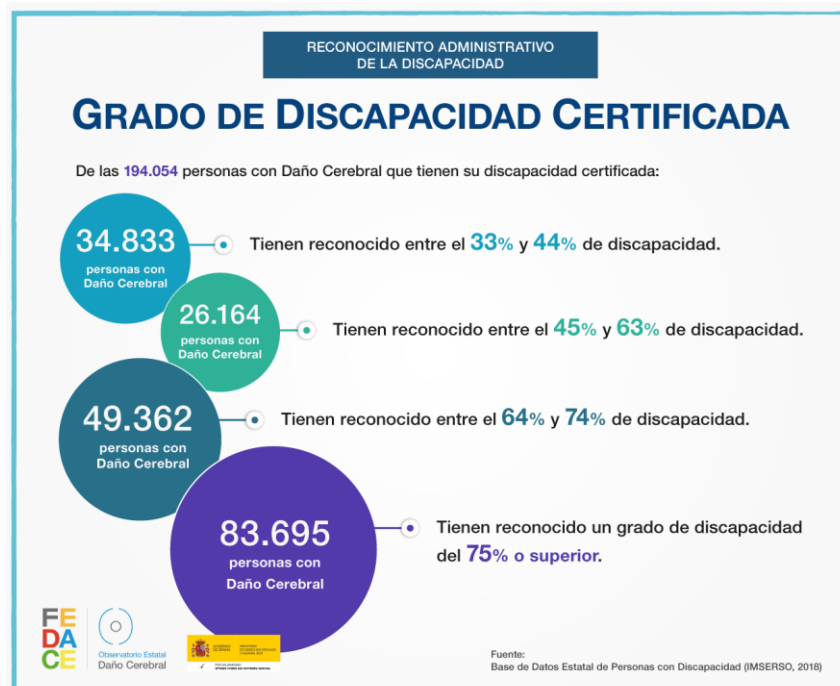 RECONOCIMIENTO ADMINISTRATIVO
DE LA DISCAPACIDAD
GRADO DE DISCAPACIDAD CERTIFICADA
De las 194.054 personas con Daño Cerebral que tienen su discapacidad certificada:
34.833
personas con
Daño Cerebral
Tienen reconocido entre el 33% y 44% de discapacidad.
26.164
personas con
Daño Cerebral
Tienen reconocido entre el 45% y 63% de discapacidad.
49.362
personas con
Daño Cerebral
Tienen reconocido entre el 64% y 74% de discapacidad.
83.695
personas con
Daño Cerebral
Tienen reconocido un grado de discapacidad
del 75% o superior.
FE
DA
CE
Observatorio Estatal
Daño Cerebral
GOBIERNO
DE ESPAÑA
Fuente:
Base de Datos Estatal de Personas con Discapacidad (IMSERSO, 2018)